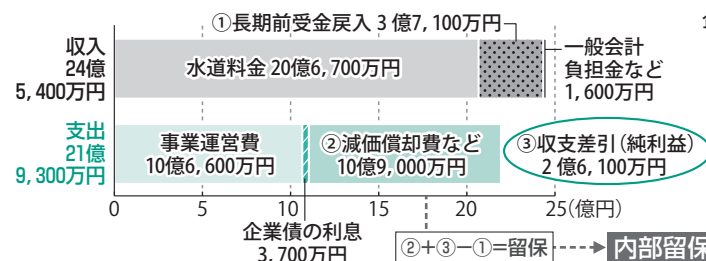 ①長期前受金戻入 3億7,100万円
収入
24億
5,400万円
水道料金 20億6,700万円
一般会計
負担金など
1,600万円
支出
21億
9,300万円
事業運営費
10億6,600万円
②減価償却費など
10億9,000万円
③収支差引(純利益)
2億6,100万円
0 5 10 15 20 25(億円)
企業債の利息
3,700万円
②+③-①=留保
内部留保